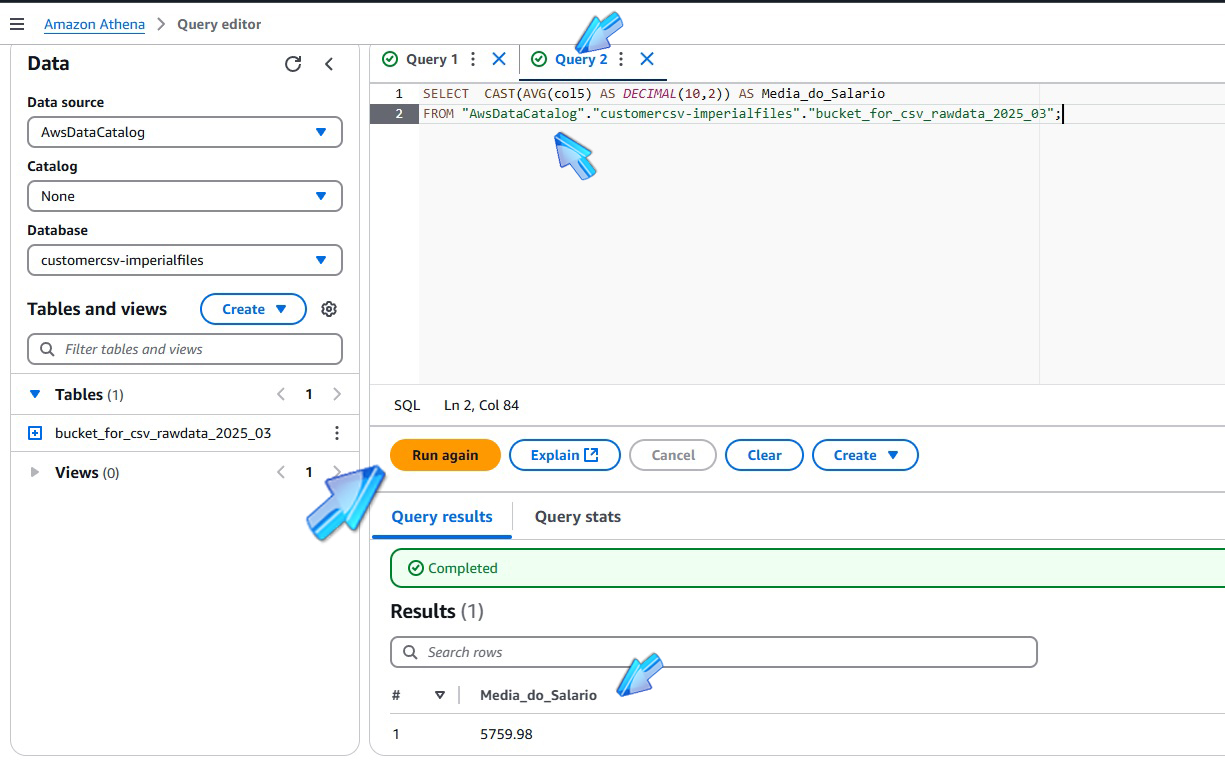 Amazon Athena > Query editor
Data
Data source
AwsDataCatalog
Catalog
None
Database
customercsv-imperialfiles
Tables and views
Create
Filter tables and views
Tables (1)
< 1 >
bucket_for_csv_rawdata_2025_03
Views (0)
< 1 >
Query 1
Query 2
1 SELECT  CAST(AVG(col5) AS DECIMAL(10,2)) AS Media_do_Salario
2 FROM "AwsDataCatalog"."customercsv-imperialfiles"."bucket_for_csv_rawdata_2025_03";
SQL Ln 2, Col 84
Run again Explain Cancel Clear Create
Query results Query stats
Completed
Results (1)
Search rows
# Media_do_Salario
1 5759.98